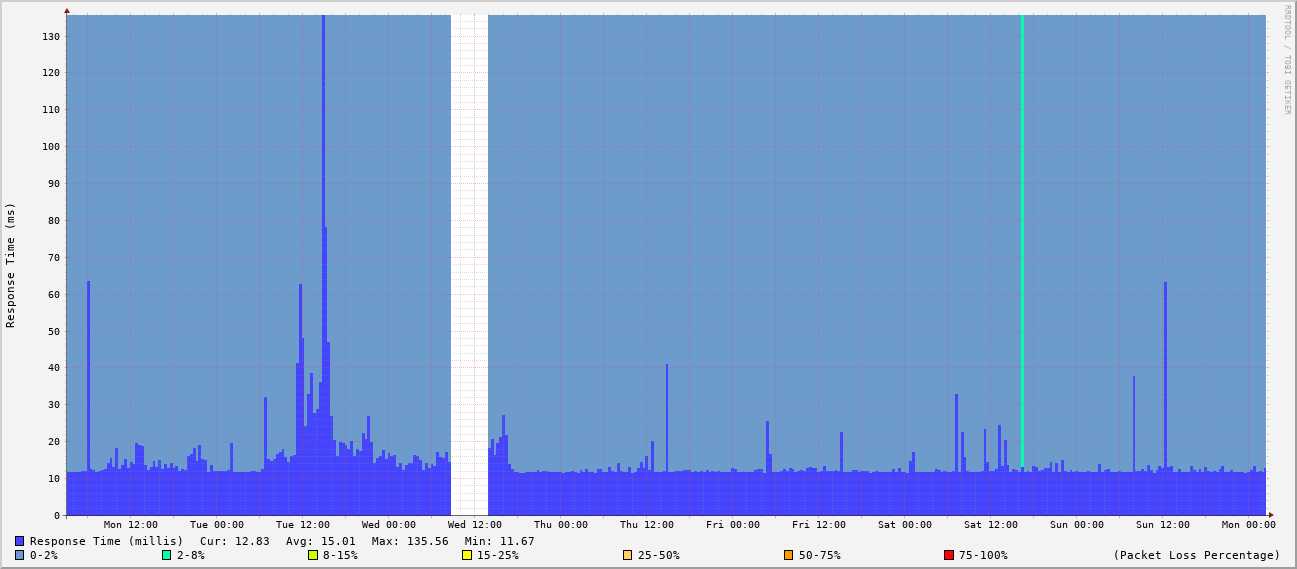 RRDTOOL / TOBI OETIKER
Response Time (ms)
130
120
110
100
90
80
70
60
50
40
30
20
10
0
Mon 12:00 Tue 00:00 Tue 12:00 Wed 00:00 Wed 12:00 Thu 00:00 Thu 12:00 Fri 00:00 Fri 12:00 Sat 00:00 Sat 12:00 Sun 00:00 Sun 12:00 Mon 00:00
Response Time (millis) Cur: 12.83 Avg: 15.01 Max: 135.56 Min: 11.67
0-2% 2-8% 8-15% 15-25% 25-50% 50-75% 75-100% (Packet Loss Percentage)